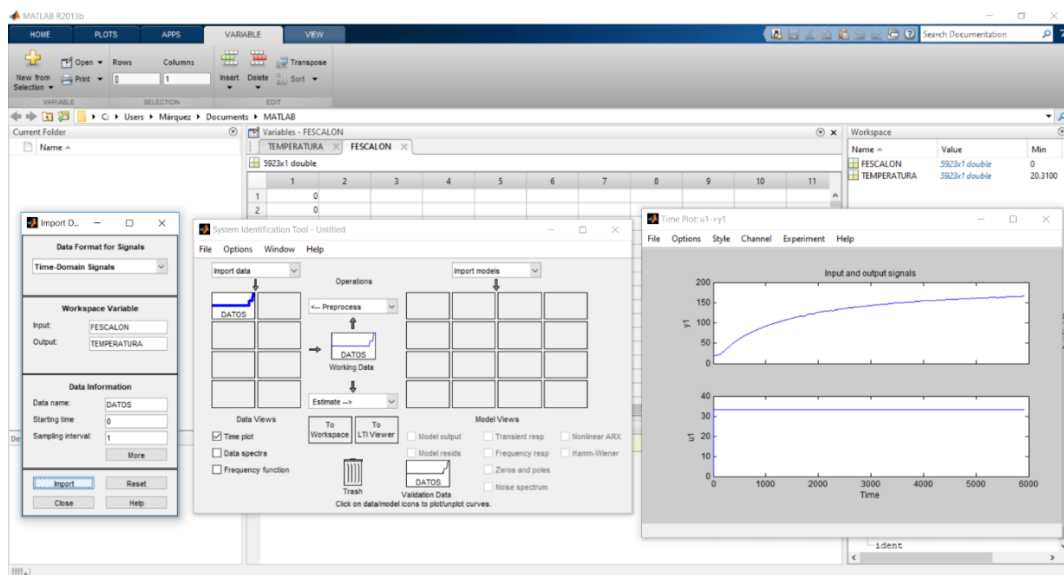 MATLAB R2013b
HOME PLOTS APPS VARIABLE VIEW
Search Documentation
New from Selection
Open
Print
Rows Columns
1
Insert Delete
Transpose
Sort
VARIABLE SELECTION EDIT
C: Users Márquez Documents MATLAB
Current Folder
Name
Variables - FESCALON
TEMPERATURA FESCALON
5923x1 double
1 2 3 4 5 6 7 8 9 10 11
1 0
2 0
Workspace
Name Value Min
FESCALON 5923x1 double 0
TEMPERATURA 5923x1 double 20.3100
Import D...
Data Format for Signals
Time-Domain Signals
Workspace Variable
Input: FESCALON
Output: TEMPERATURA
Data Information
Data name: DATOS
Starting time 0
Sampling interval: 1
More
Import Reset
Close Help
System Identification Tool - Untitled
File Options Window Help
Import data
Import models
Operations
DATOS
<-- Preprocess
DATOS
Working Data
Estimate -->
Data Views
Time plot
Data spectra
Frequency function
To Workspace
To LTI Viewer
Model Views
Model output Transient resp Nonlinear ARX
Model resids Frequency resp Hamm-Wiener
Zeros and poles
Noise spectrum
Trash
DATOS
Validation Data
Click on data/model icons to plot/unplot curves.
Time Plot: u1->y1
File Options Style Channel Experiment Help
Input and output signals
200
150
100
50
0
y1
40
30
20
10
0
u1
0 1000 2000 3000 4000 5000 6000
Time
ident